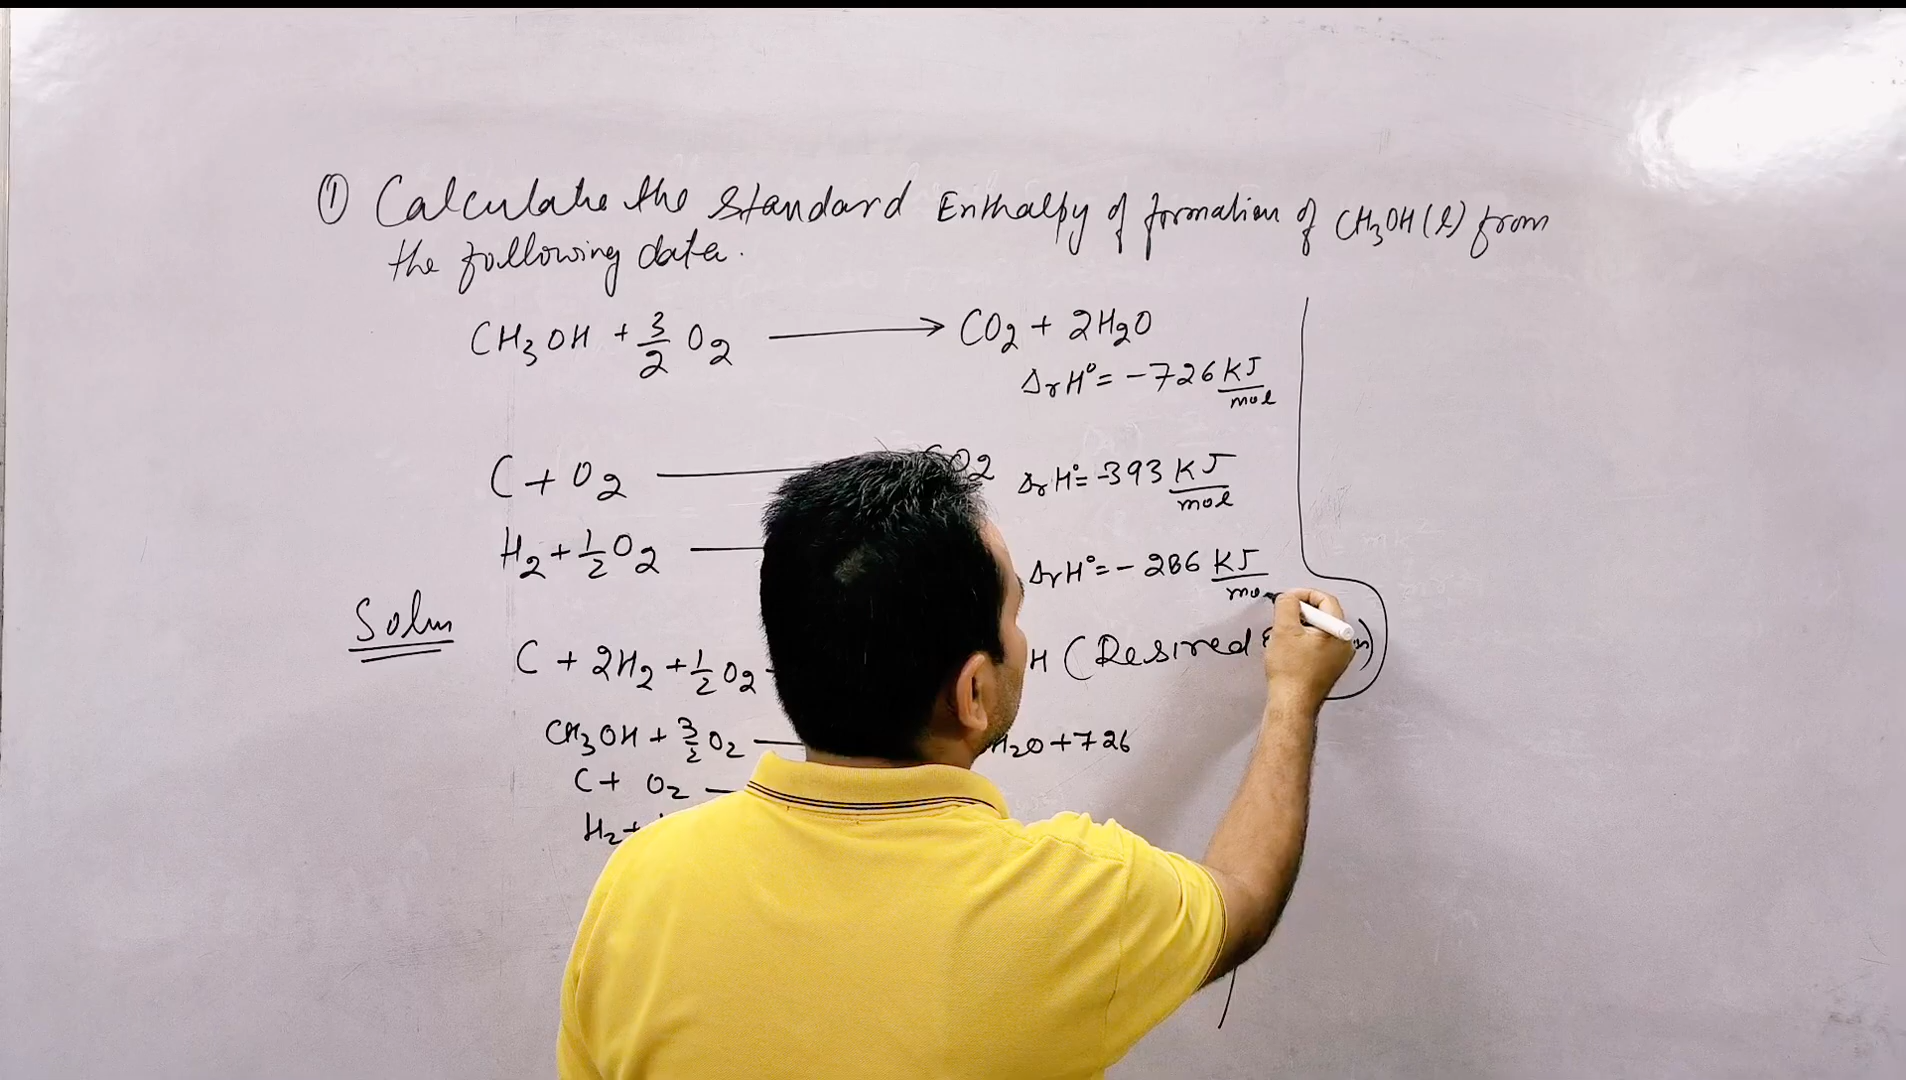 ① Calculate the standard Enthalpy of formation of CH₃OH(l) from
the following data.
CH₃OH + 3/2 O₂ ⟶ CO₂ + 2H₂O
ΔrH° = -726 KJ/mol
C + O₂ — CO₂ ΔrH° = -393 KJ/mol
H₂ + 1/2 O₂ — ΔrH° = -286 KJ/mo
Soln
C + 2H₂ + 1/2 O₂ - H (Desired
CH₃OH + 3/2 O₂ — H₂O + 726
C + O₂ —
H₂ +